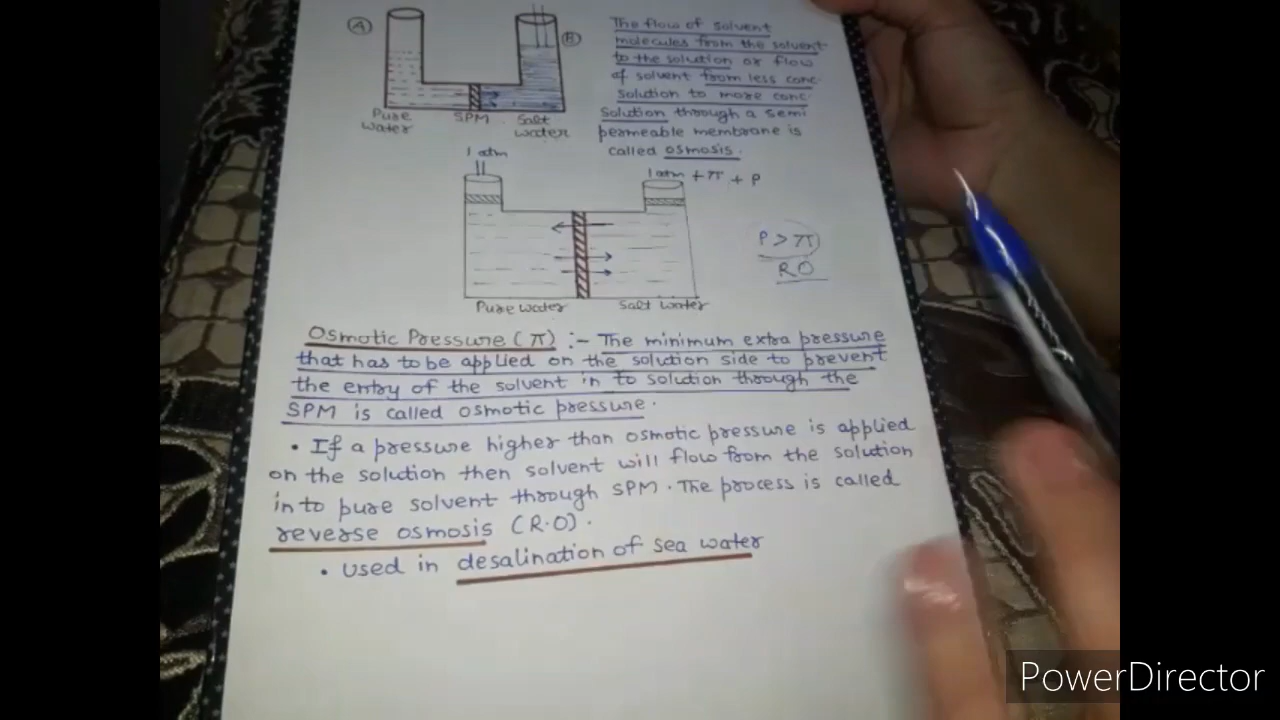 A
B
Pure
water
SPM
Salt
water
The flow of solvent
molecules from the solvent
to the solution or flow
of solvent from less conc.
solution to more conc.
solution through a semi
permeable membrane is
called osmosis.
1 atm
1 atm + π + P
P > π
RO
Pure water
Salt water
Osmotic Pressure (π) :- The minimum extra pressure
that has to be applied on the solution side to prevent
the entry of the solvent in to solution through the
SPM is called osmotic pressure.
• If a pressure higher than osmotic pressure is applied
on the solution then solvent will flow from the solution
in to pure solvent through SPM. The process is called
reverse osmosis (R.O).
• used in desalination of sea water
PowerDirector